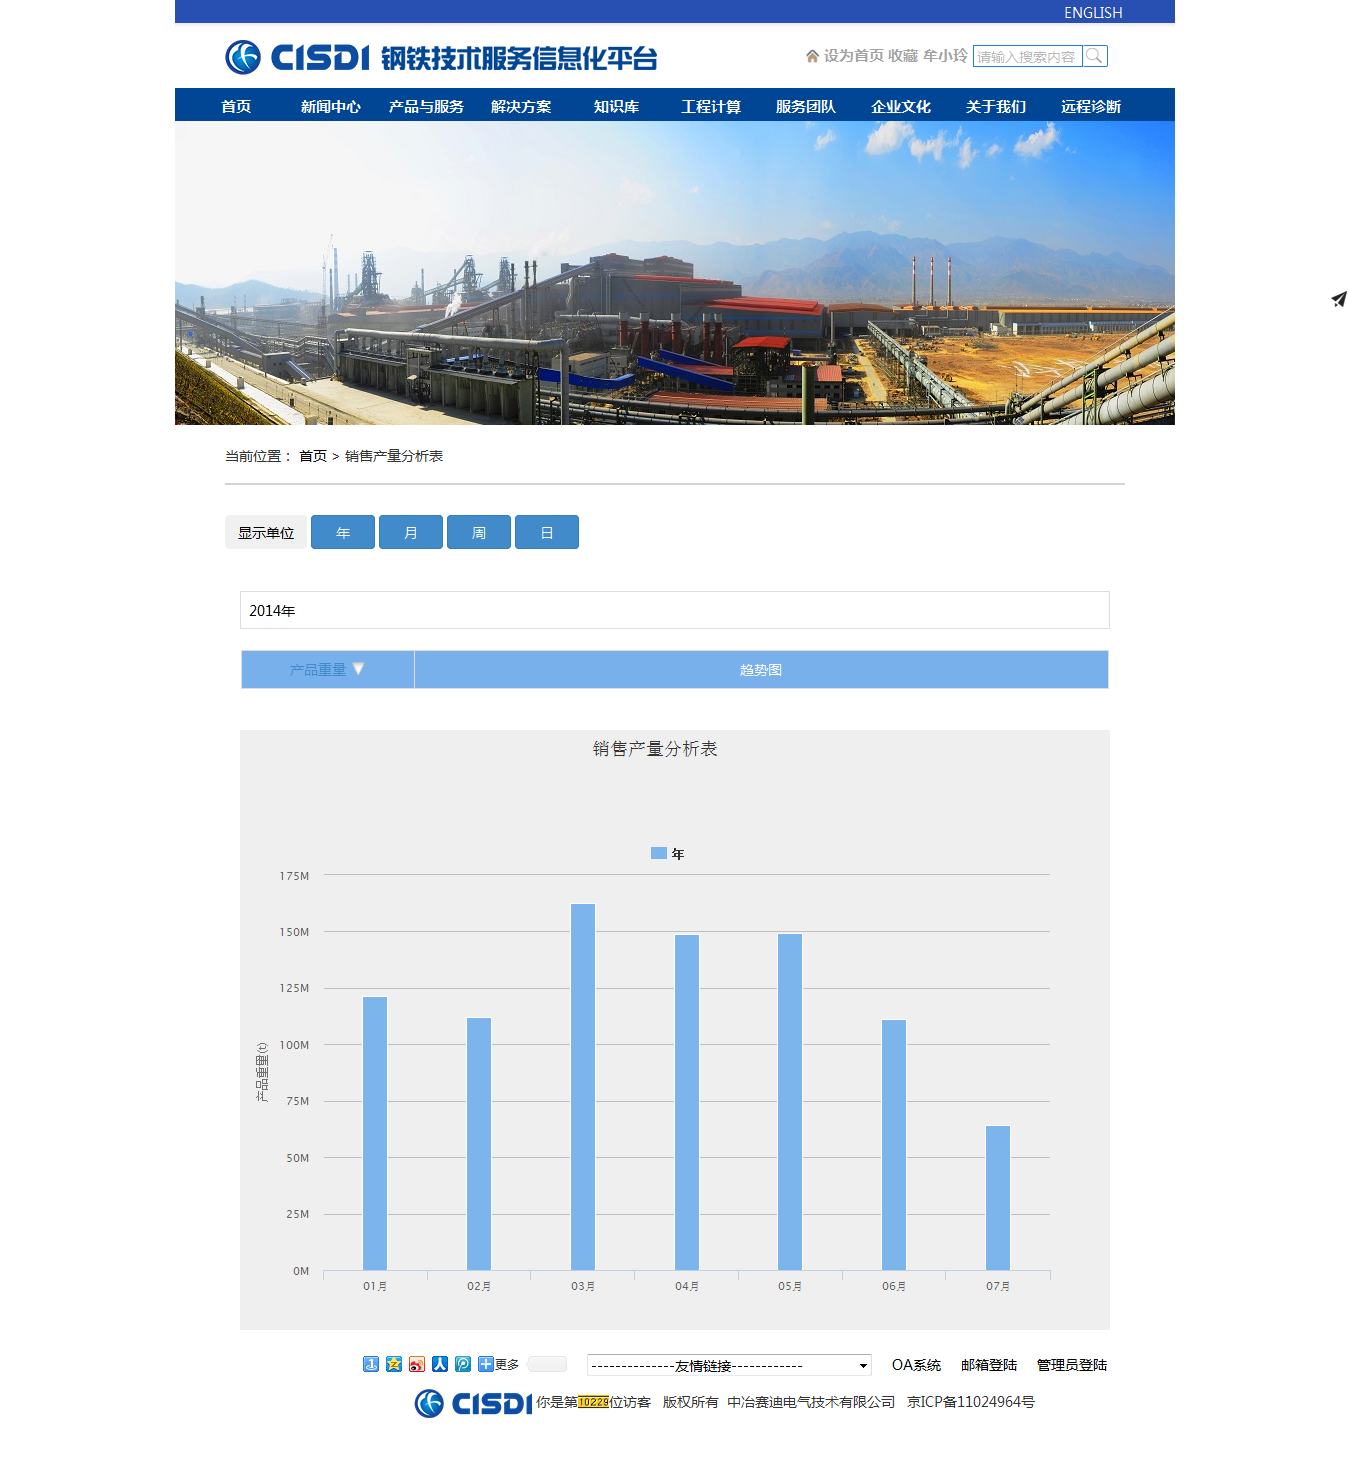 ENGLISH
CISDI 钢铁技术服务信息化平台
设为首页 收藏 牟小玲 请输入搜索内容
首页 新闻中心 产品与服务 解决方案 知识库 工程计算 服务团队 企业文化 关于我们 远程诊断
当前位置： 首页 > 销售产量分析表
显示单位 年 月 周 日
2014年
产品重量 趋势图
销售产量分析表
年
175M
150M
125M
100M
75M
50M
25M
0M
产品重量(t)
01月 02月 03月 04月 05月 06月 07月
更多 --------------友情链接------------ OA系统 邮箱登陆 管理员登陆
CISDI 你是第10229位访客 版权所有 中冶赛迪电气技术有限公司 京ICP备11024964号